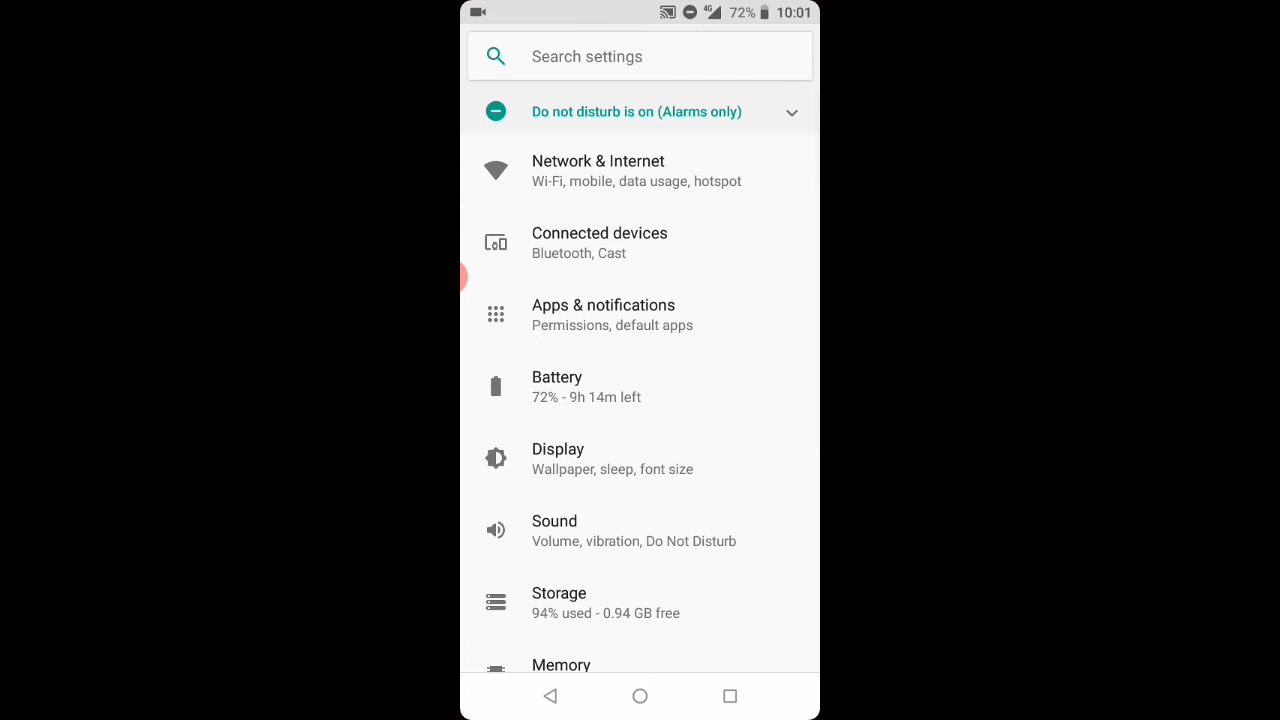 4G 72% 10:01
Search settings
Do not disturb is on (Alarms only)
Network & Internet
Wi-Fi, mobile, data usage, hotspot
Connected devices
Bluetooth, Cast
Apps & notifications
Permissions, default apps
Battery
72% - 9h 14m left
Display
Wallpaper, sleep, font size
Sound
Volume, vibration, Do Not Disturb
Storage
94% used - 0.94 GB free
Memory